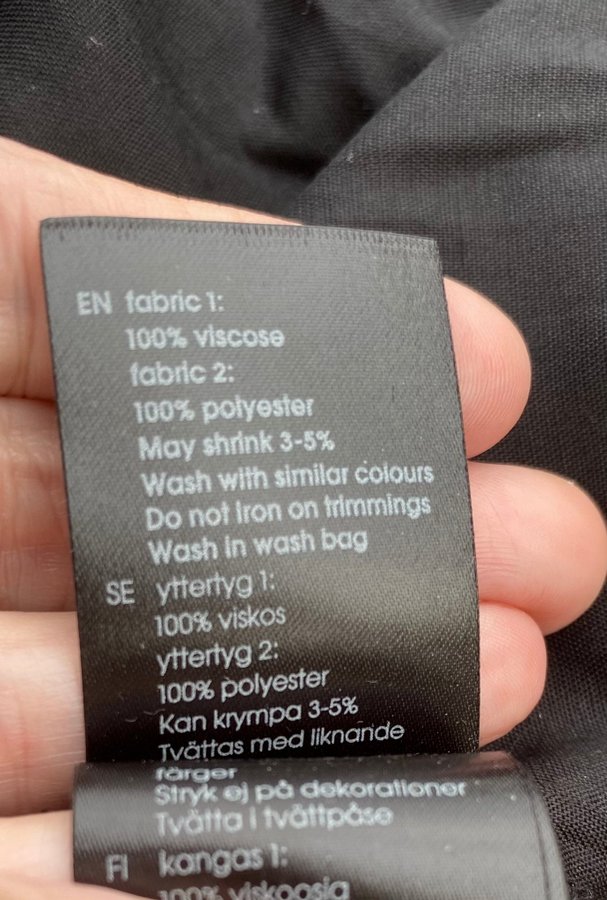 EN fabric 1:
100% viscose
fabric 2:
100% polyester
May shrink 3-5%
Wash with similar colours
Do not iron on trimmings
Wash in wash bag
SE yttertyg 1:
100% viskos
yttertyg 2:
100% polyester
Kan krympa 3-5%
Tvättas med liknande
färger
Stryk ej på dekorationer
Tvätta i tvättpåse
FI kangas 1:
100% viskoosia